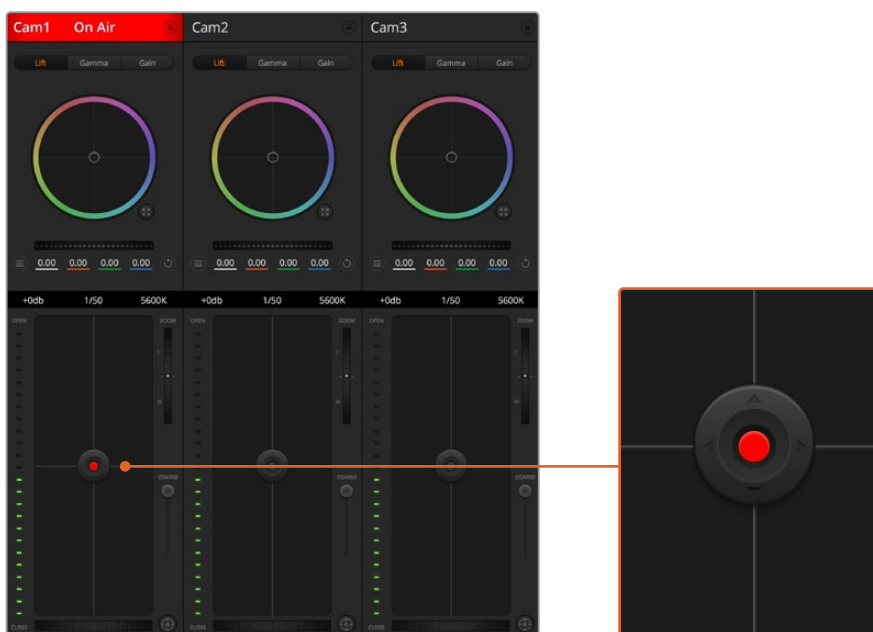 Cam1 On Air Cam2 Cam3
Lift Gamma Gain Lift Gamma Gain Lift Gamma Gain
0.00 0.00 0.00 0.00 0.00 0.00 0.00 0.00 0.00 0.00 0.00 0.00
+0db 1/50 5600K +0db 1/50 5600K +0db 1/50 5600K
OPEN ZOOM OPEN ZOOM OPEN ZOOM
T T T
W W W
COARSE COARSE COARSE
CLOSE CLOSE CLOSE